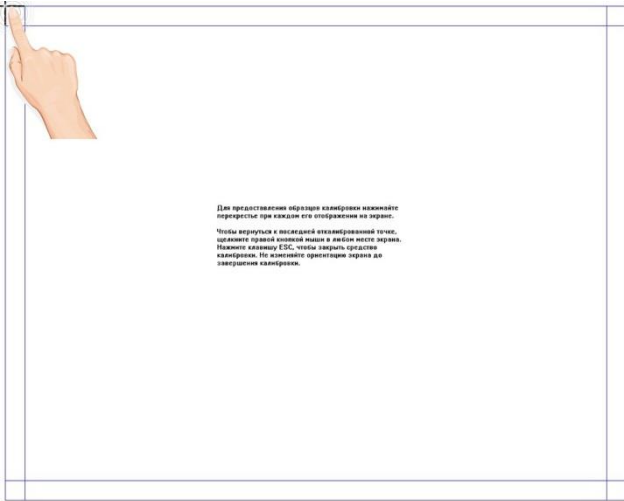 Для предоставления образцов калибровки нажимайте
перекрестье при каждом его отображении на экране.
Чтобы вернуться к последней откалиброванной точке,
щелкните правой кнопкой мыши в любом месте экрана.
Нажмите клавишу ESC, чтобы закрыть средство
калибровки. Не изменяйте ориентацию экрана до
завершения калибровки.